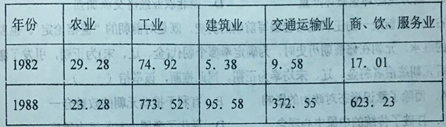 年份 农业 工业 建筑业 交通运输业 商、饮、服务业
1982 29. 28 74. 92 5. 38 9. 58 17. 01
1988 23. 28 773. 52 95. 58 372. 55 623. 23